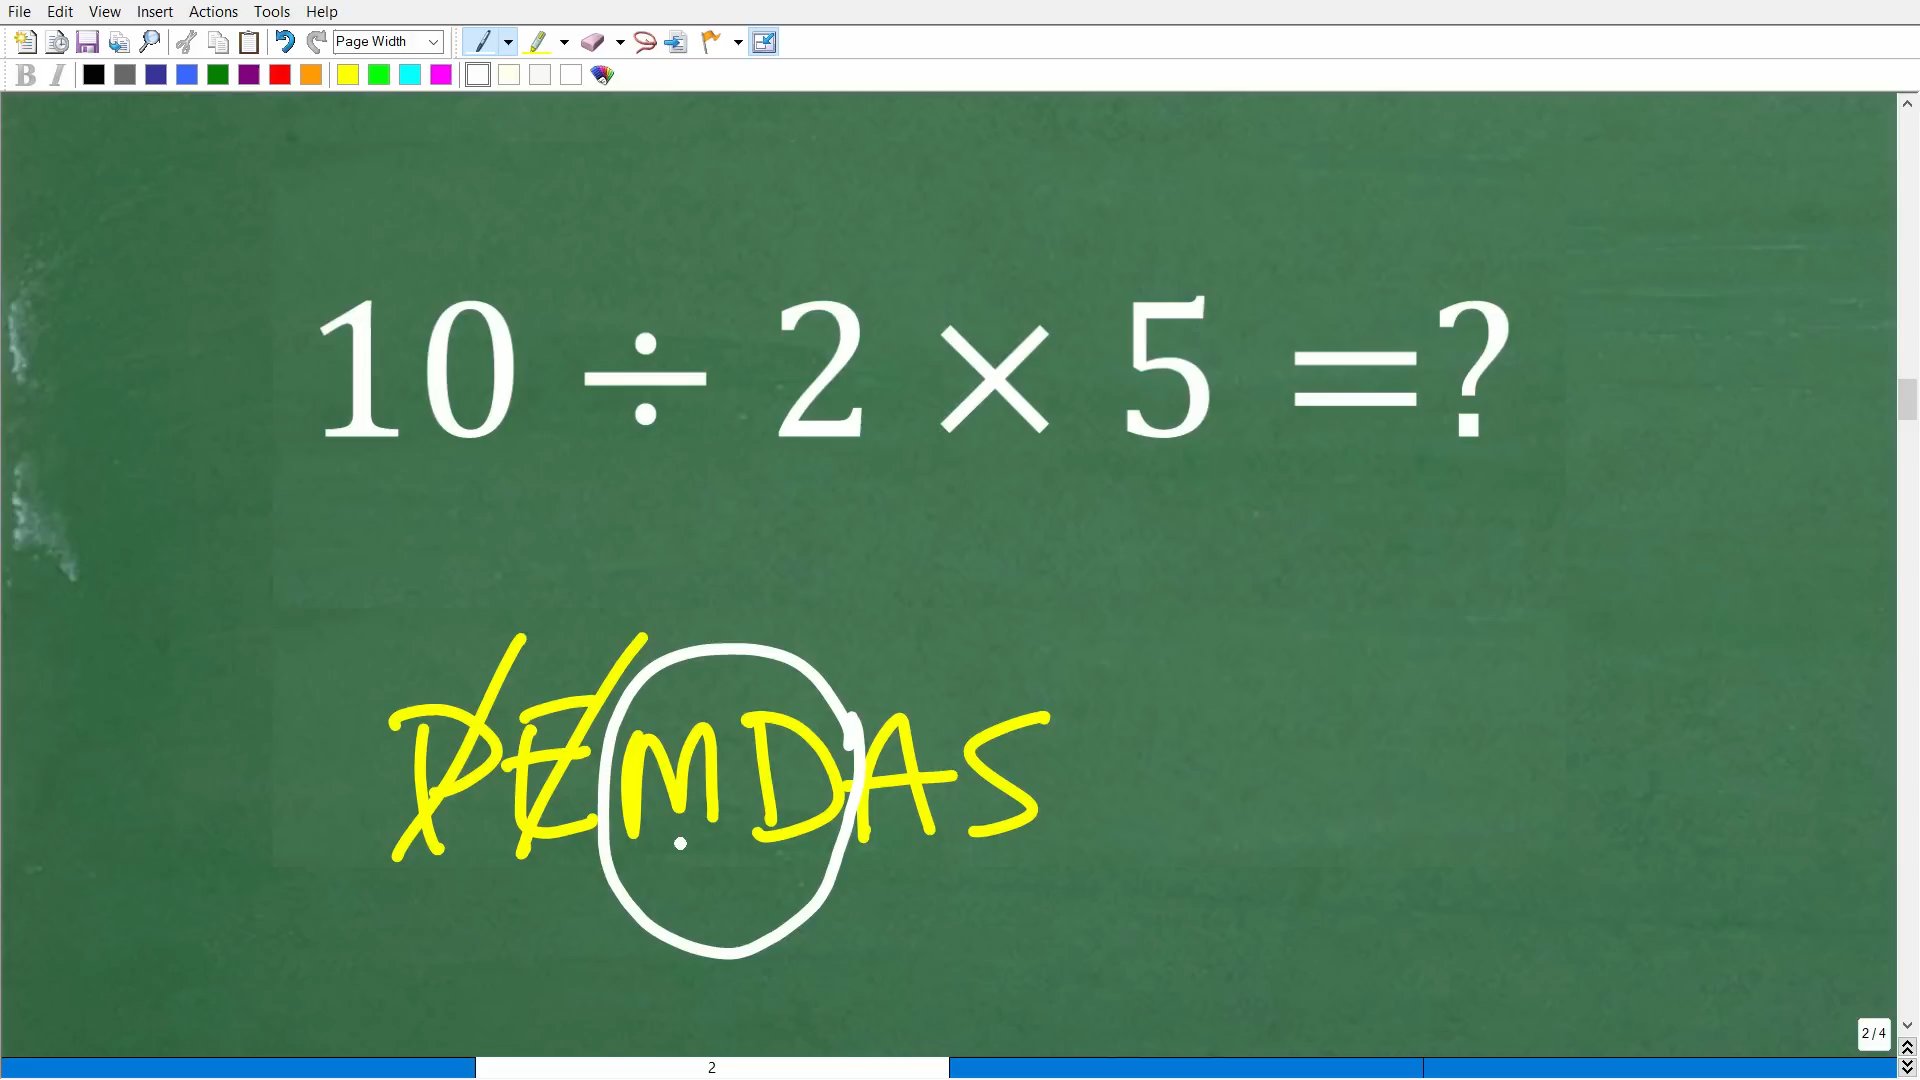 File Edit View Insert Actions Tools Help
Page Width
B I
10 ÷ 2 × 5 =?
PEMDAS
2 / 4
2